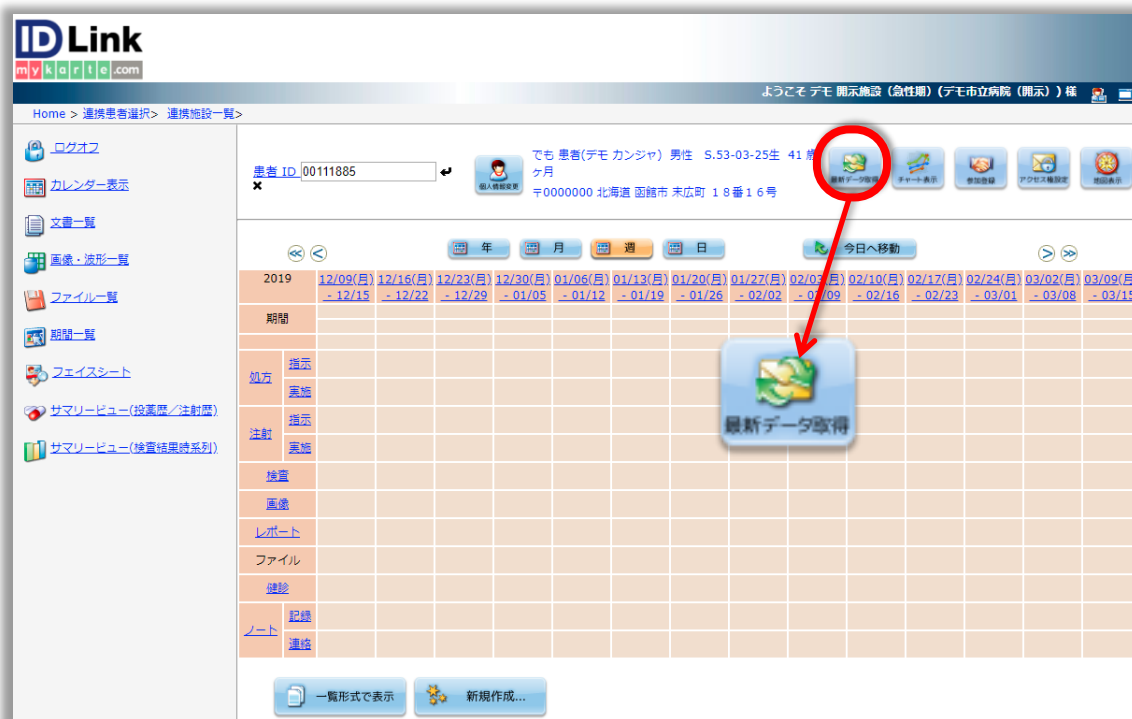 ID Link
mykarte.com
ようこそ デモ 開示施設（急性期）(デモ市立病院（開示）) 様
Home > 連携患者選択> 連携施設一覧>
ログオフ
カレンダー表示
文書一覧
画像・波形一覧
ファイル一覧
期間一覧
フェイスシート
サマリービュー(投薬歴／注射歴)
サマリービュー(検査結果時系列)
患者 ID 00111885
個人情報変更
でも 患者(デモ カンジャ) 男性 S.53-03-25生 41 歳
ヶ月
〒0000000 北海道 函館市 末広町 １８番１６号
最新データ取得
チャート表示
参加登録
アクセス権設定
地図表示
年
月
週
日
今日へ移動
2019 12/09(月) 12/16(月) 12/23(月) 12/30(月) 01/06(月) 01/13(月) 01/20(月) 01/27(月) 02/03(月) 02/10(月) 02/17(月) 02/24(月) 03/02(月) 03/09(月
- 12/15 - 12/22 - 12/29 - 01/05 - 01/12 - 01/19 - 01/26 - 02/02 - 02/09 - 02/16 - 02/23 - 03/01 - 03/08 - 03/15
期間
処方
指示
実施
最新データ取得
注射
指示
実施
検査
画像
レポート
ファイル
健診
ノート
記録
連絡
一覧形式で表示
新規作成...